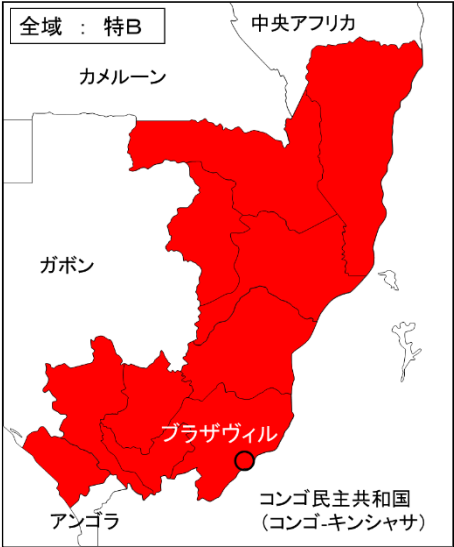 全域 ： 特B
中央アフリカ
カメルーン
ガボン
ブラザヴィル
コンゴ民主共和国
（コンゴ-キンシャサ）
アンゴラ